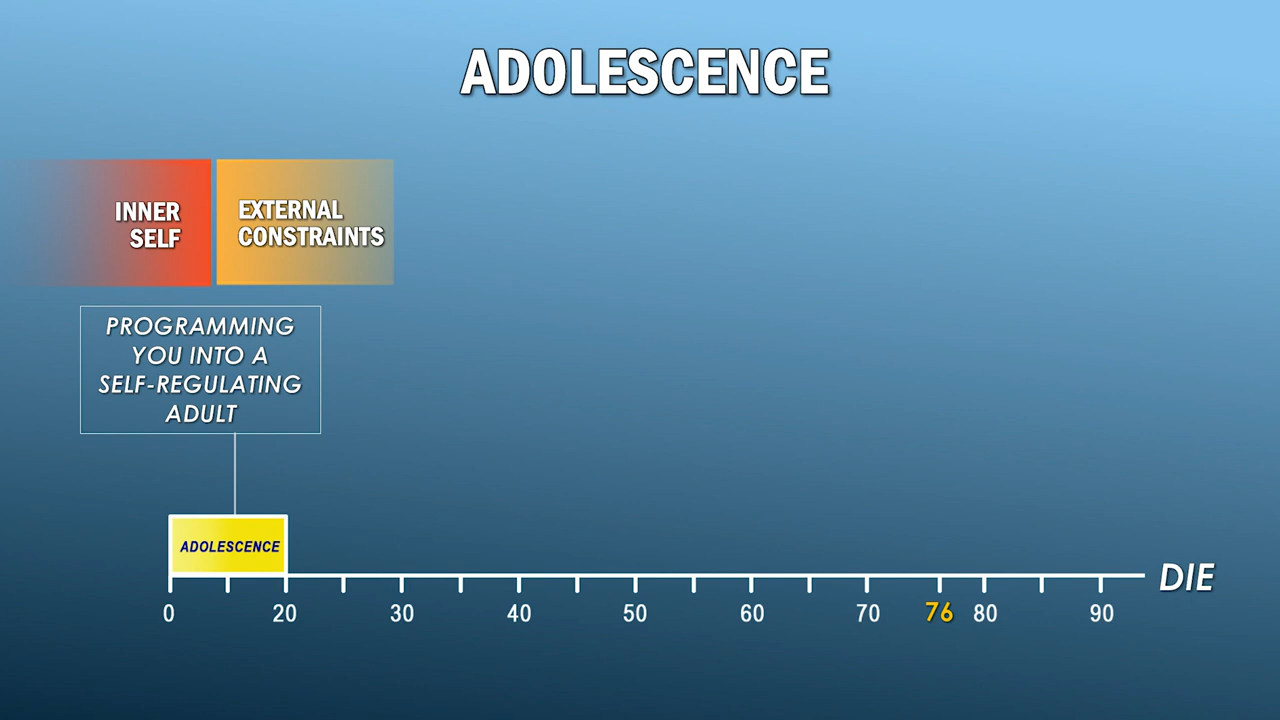 ADOLESCENCE
INNER
SELF
EXTERNAL
CONSTRAINTS
PROGRAMMING
YOU INTO A
SELF-REGULATING
ADULT
ADOLESCENCE
DIE
0 20 30 40 50 60 70 76 80 90